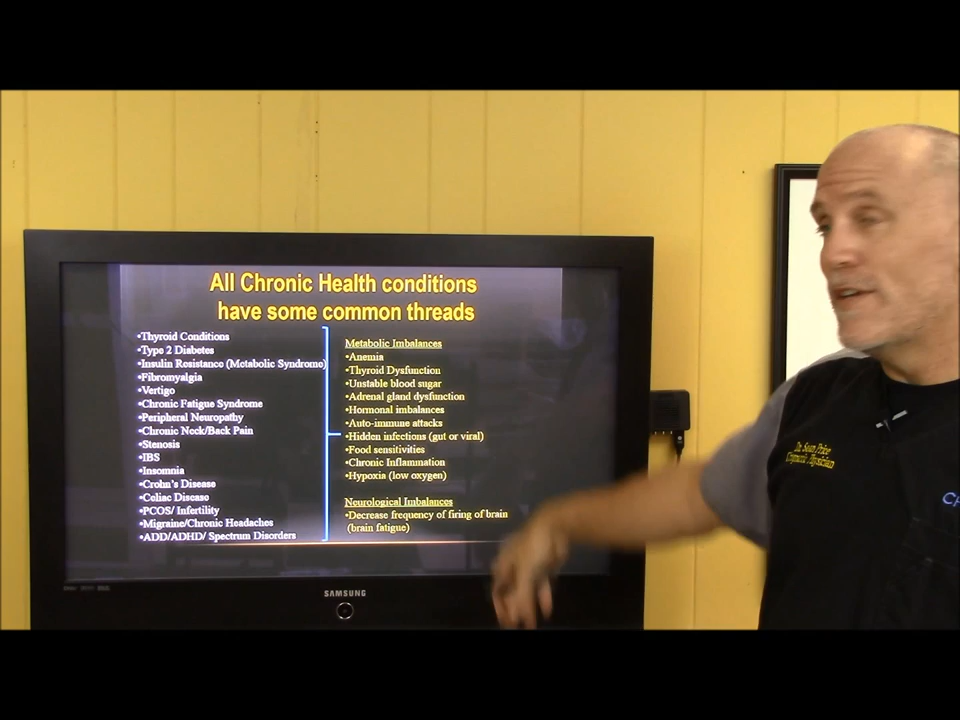 All Chronic Health conditions
have some common threads
•Thyroid Conditions
•Type 2 Diabetes
•Insulin Resistance (Metabolic Syndrome)
•Fibromyalgia
•Vertigo
•Chronic Fatigue Syndrome
•Peripheral Neuropathy
•Chronic Neck/Back Pain
•Stenosis
•IBS
•Insomnia
•Crohn's Disease
•Celiac Disease
•PCOS/ Infertility
•Migraine/Chronic Headaches
•ADD/ADHD/ Spectrum Disorders
Metabolic Imbalances
•Anemia
•Thyroid Dysfunction
•Unstable blood sugar
•Adrenal gland dysfunction
•Hormonal imbalances
•Auto-immune attacks
•Hidden infections (gut or viral)
•Food sensitivities
•Chronic Inflammation
•Hypoxia (low oxygen)
Neurological Imbalances
•Decrease frequency of firing of brain
(brain fatigue)
SAMSUNG
Dr. Sean Price
Physician